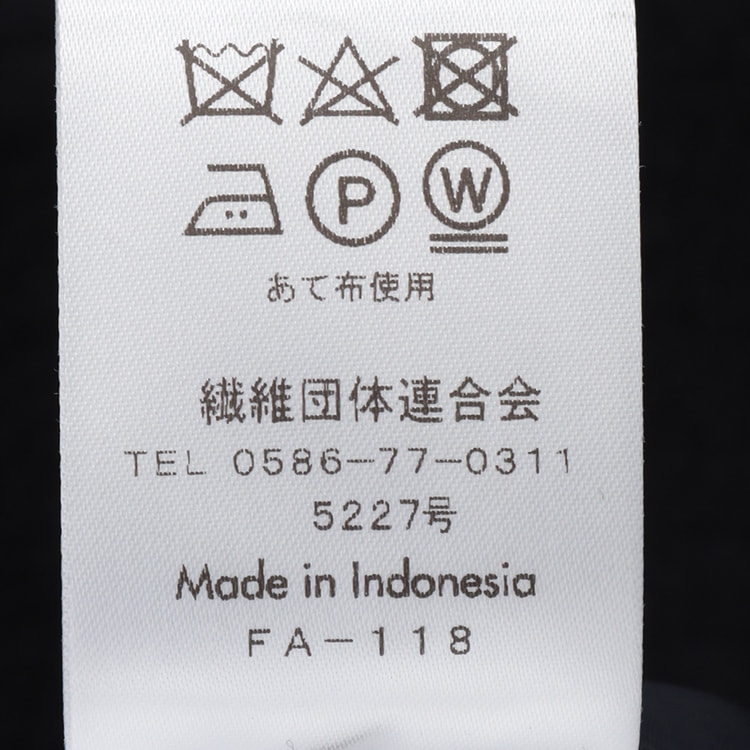 P W
あて布使用
繊維団体連合会
TEL 0586-77-0311
5227号
Made in Indonesia
FA-118